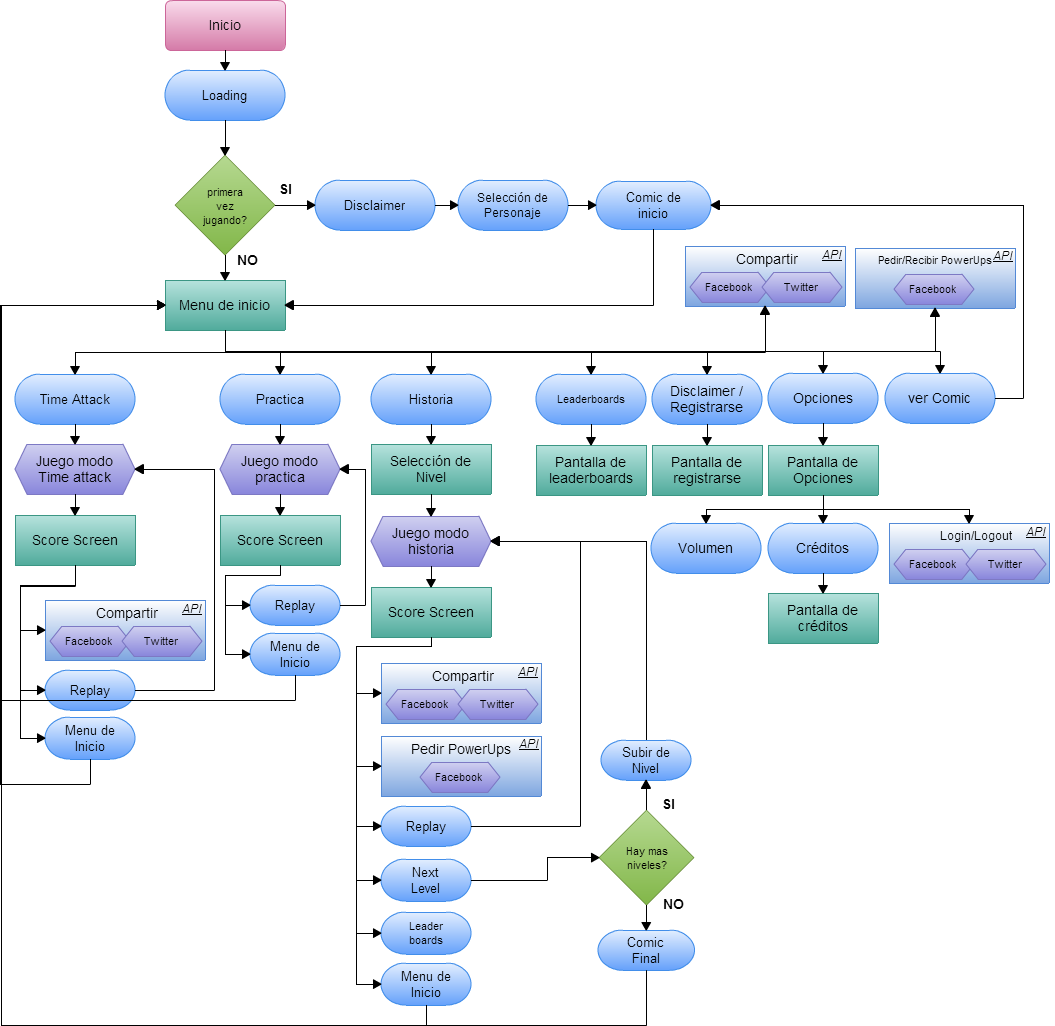 Inicio
Loading
primera
vez
jugando?
SI
NO
Disclaimer
Selección de
Personaje
Comic de
inicio
Menu de inicio
Compartir
API
Facebook
Twitter
Pedir/Recibir PowerUps
API
Facebook
Time Attack
Practica
Historia
Leaderboards
Disclaimer /
Registrarse
Opciones
ver Comic
Juego modo
Time attack
Juego modo
practica
Selección de
Nivel
Pantalla de
leaderboards
Pantalla de
registrarse
Pantalla de
Opciones
Score Screen
Score Screen
Juego modo
historia
Volumen
Créditos
Login/Logout
API
Facebook
Twitter
Compartir
API
Facebook
Twitter
Replay
Menu de
Inicio
Replay
Menu de
Inicio
Score Screen
Pantalla de
créditos
Compartir
API
Facebook
Twitter
Pedir PowerUps
API
Facebook
Replay
Next
Level
Leader
boards
Menu de
Inicio
Subir de
Nivel
SI
Hay mas
niveles?
NO
Comic
Final